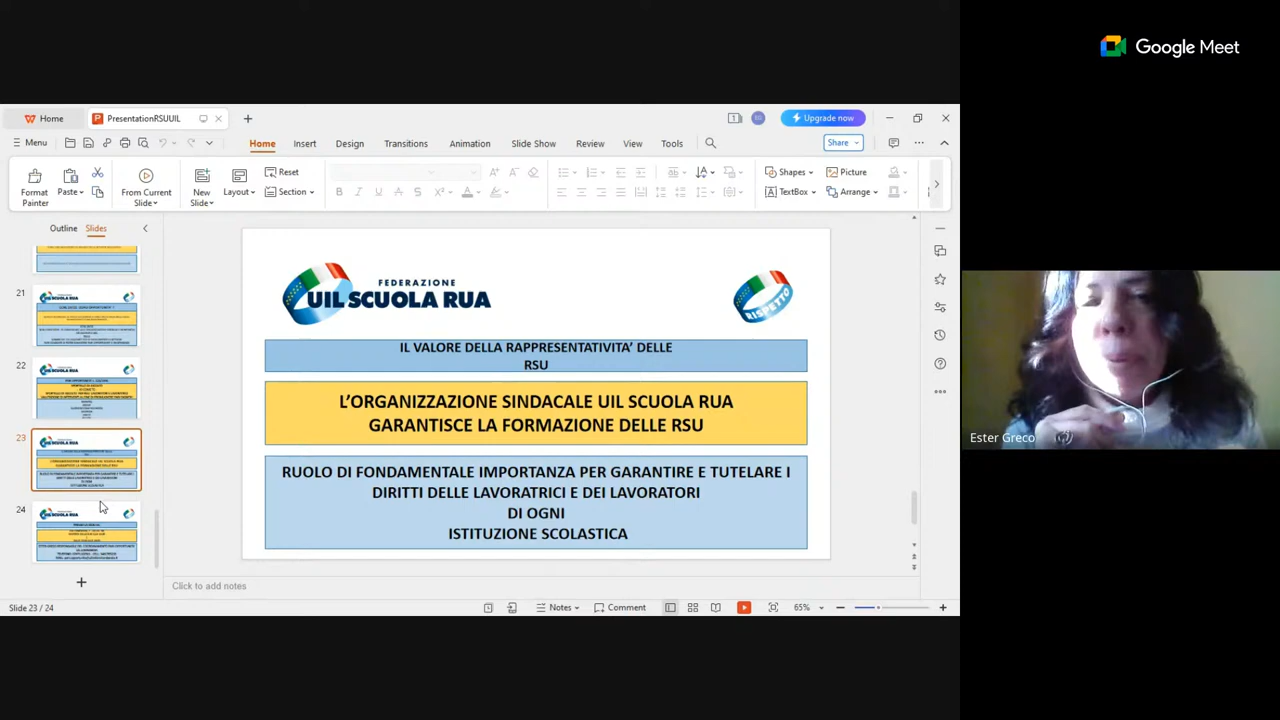 Google Meet
Home
PresentationRSUUIL
Upgrade now
Menu
Home
Insert
Design
Transitions
Animation
Slide Show
Review
View
Tools
Share
Format
Painter
Paste
From Current
Slide
New
Slide
Layout
Reset
Section
B I U A S X² A
Shapes
Picture
TextBox
Arrange
Outline
Slides
21
22
23
24
FEDERAZIONE
UIL SCUOLA RUA
RISPETTO
IL VALORE DELLA RAPPRESENTATIVITA' DELLE
RSU
L'ORGANIZZAZIONE SINDACALE UIL SCUOLA RUA
GARANTISCE LA FORMAZIONE DELLE RSU
RUOLO DI FONDAMENTALE IMPORTANZA PER GARANTIRE E TUTELARE I
DIRITTI DELLE LAVORATRICI E DEI LAVORATORI
DI OGNI
ISTITUZIONE SCOLASTICA
Click to add notes
Slide 23 / 24
Notes
Comment
65%
Ester Greco